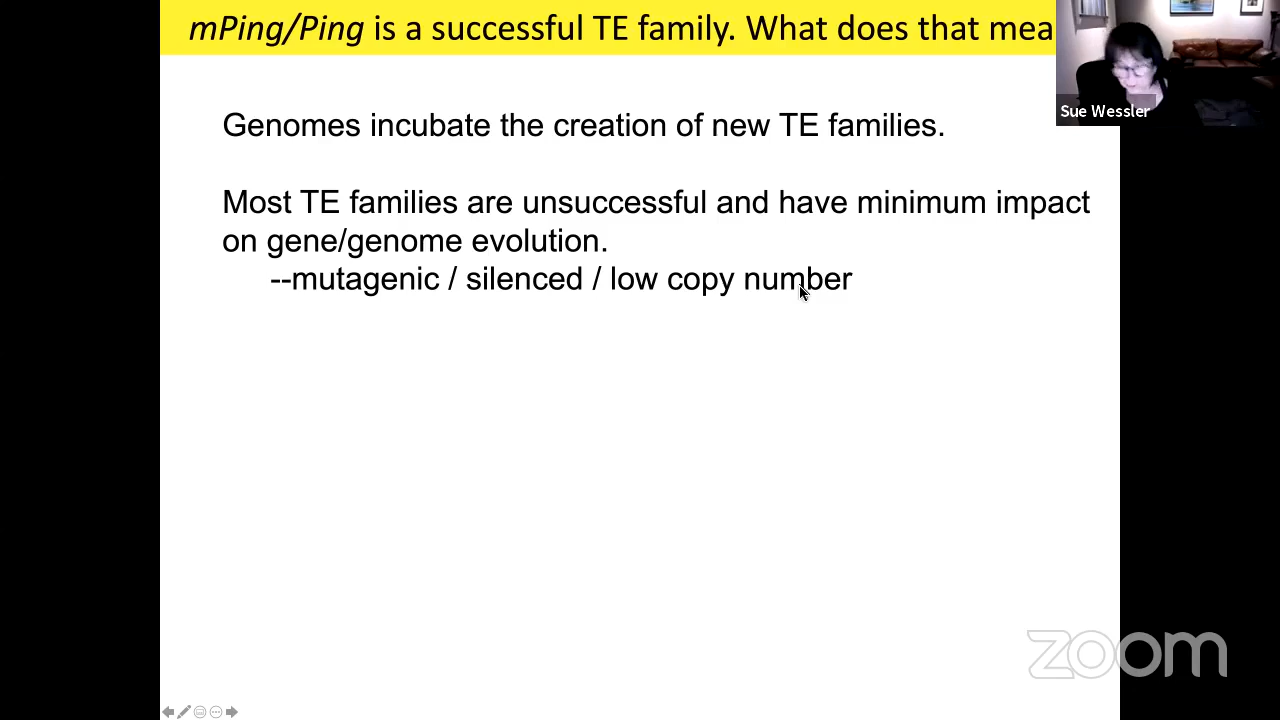 mPing/Ping is a successful TE family. What does that mea
Sue Wessler
Genomes incubate the creation of new TE families.
Most TE families are unsuccessful and have minimum impact
on gene/genome evolution.
--mutagenic / silenced / low copy number
zoom